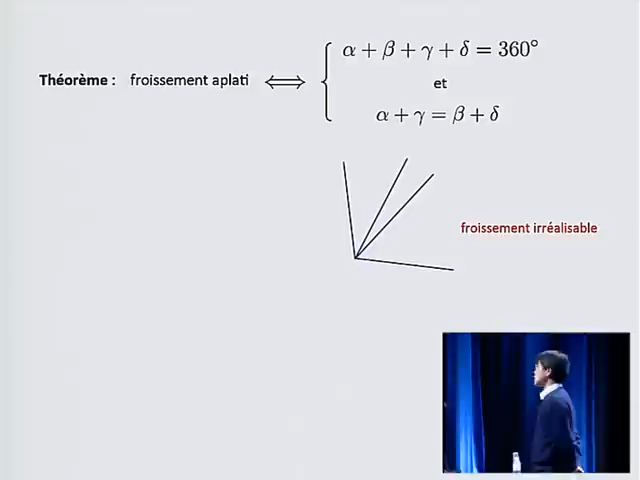 α + β + γ + δ = 360°
Théorème : froissement aplati ⟺
et
α + γ = β + δ
froissement irréalisable